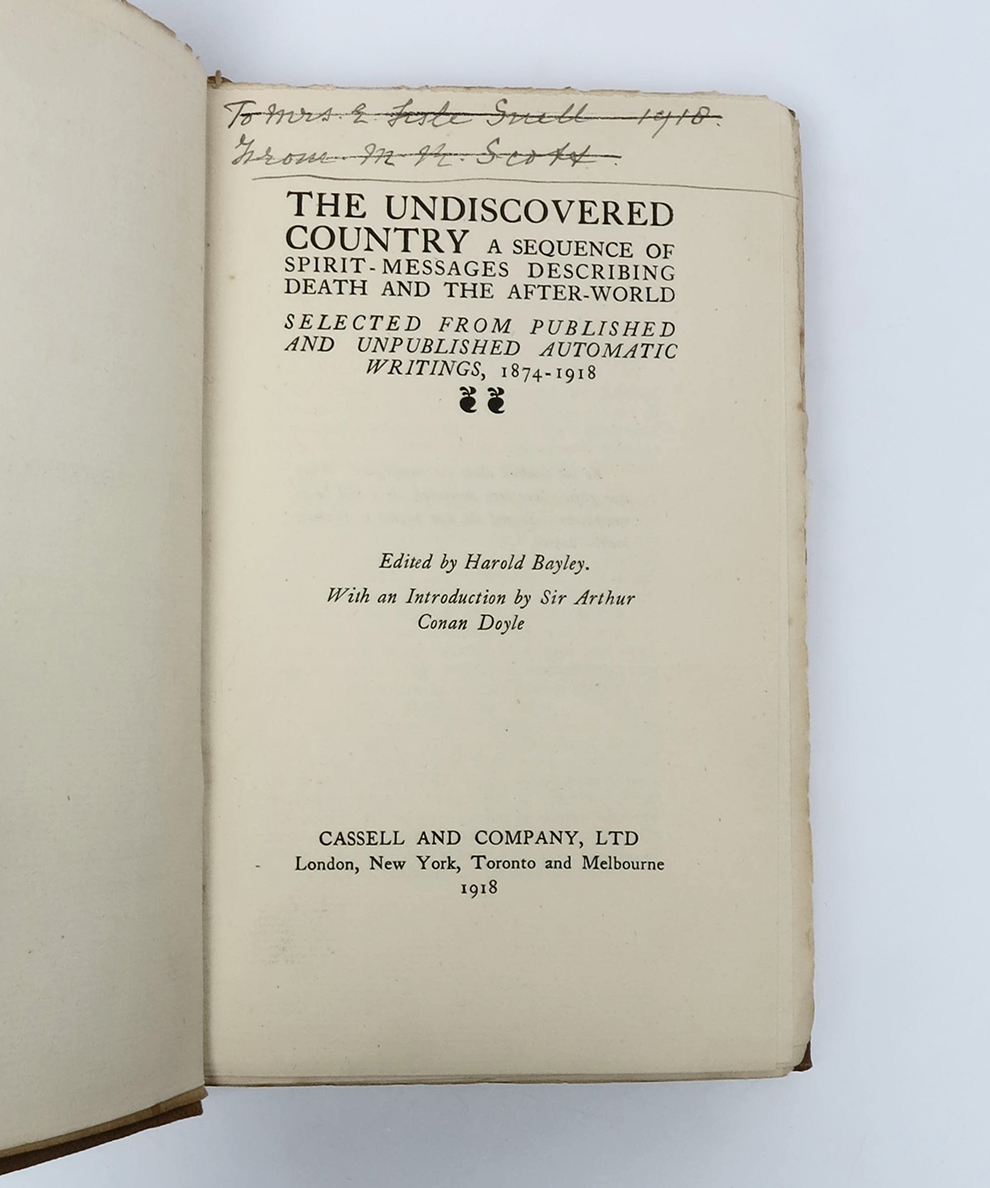 To Mrs. E Lisle Snell 1918.
From M. K. Scott.
THE UNDISCOVERED
COUNTRY A SEQUENCE OF
SPIRIT-MESSAGES DESCRIBING
DEATH AND THE AFTER-WORLD
SELECTED FROM PUBLISHED
AND UNPUBLISHED AUTOMATIC
WRITINGS, 1874-1918
Edited by Harold Bayley.
With an Introduction by Sir Arthur
Conan Doyle
CASSELL AND COMPANY, LTD
London, New York, Toronto and Melbourne
1918